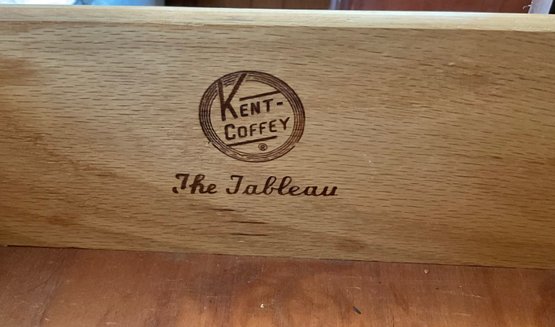 KENT-
COFFEY
®
The Tableau